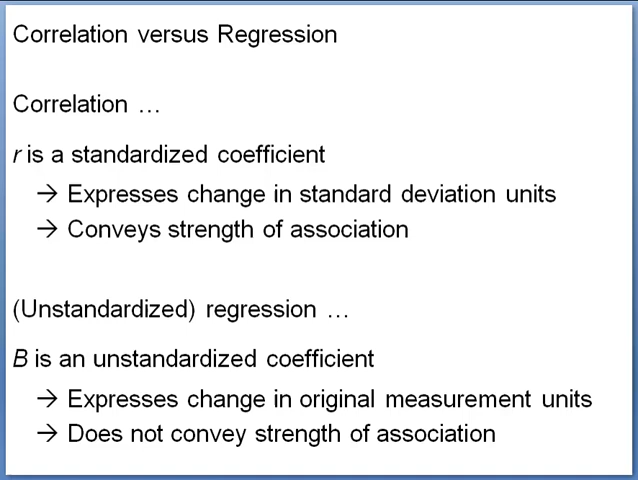 Correlation versus Regression
Correlation …
r is a standardized coefficient
→ Expresses change in standard deviation units
→ Conveys strength of association
(Unstandardized) regression …
B is an unstandardized coefficient
→ Expresses change in original measurement units
→ Does not convey strength of association